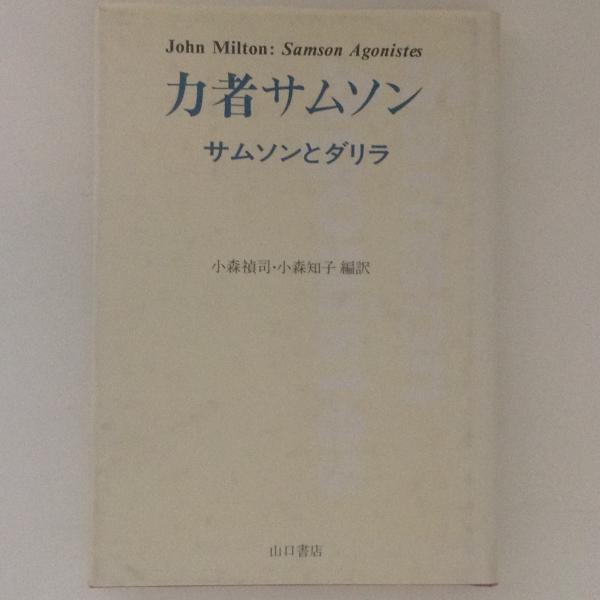 John Milton: Samson Agonistes
力者サムソン
サムソンとダリラ
小森禎司・小森知子 編訳
山口書店